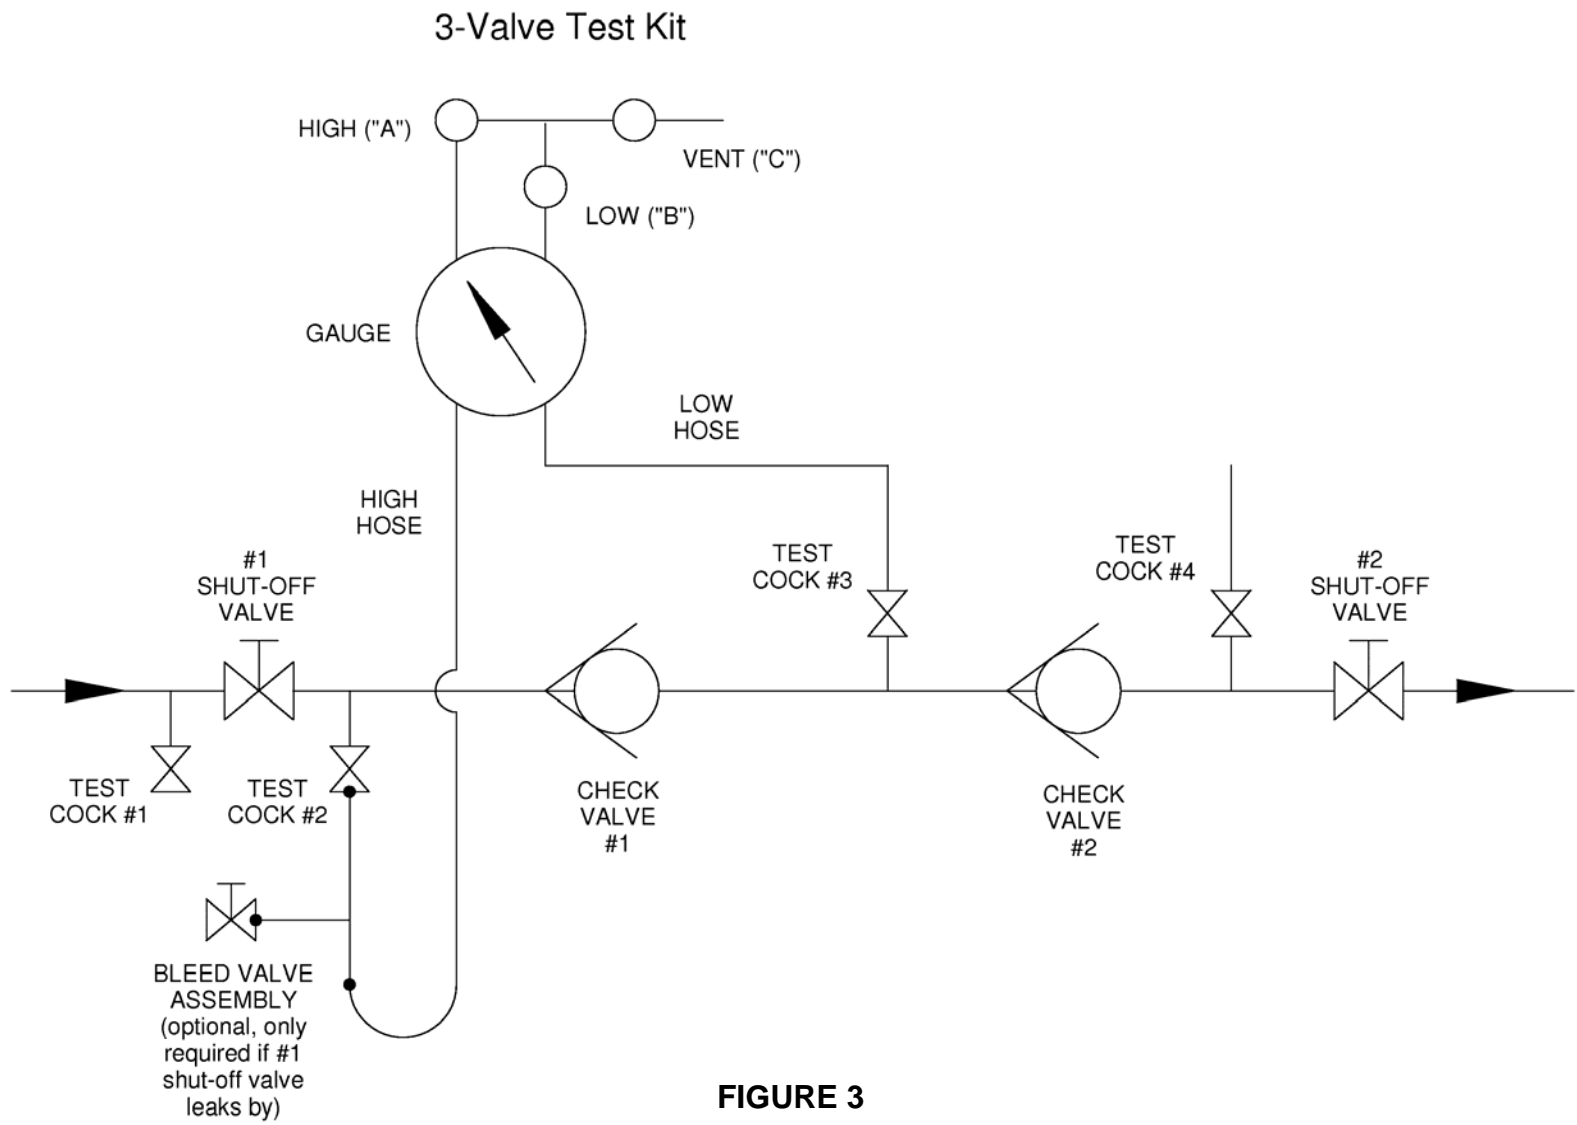 3-Valve Test Kit
HIGH ("A")
VENT ("C")
LOW ("B")
GAUGE
LOW
HOSE
HIGH
HOSE
#1
SHUT-OFF
VALVE
TEST
COCK #3
TEST
COCK #4
#2
SHUT-OFF
VALVE
TEST
COCK #1
TEST
COCK #2
CHECK
VALVE
#1
CHECK
VALVE
#2
BLEED VALVE
ASSEMBLY
(optional, only
required if #1
shut-off valve
leaks by)
FIGURE 3